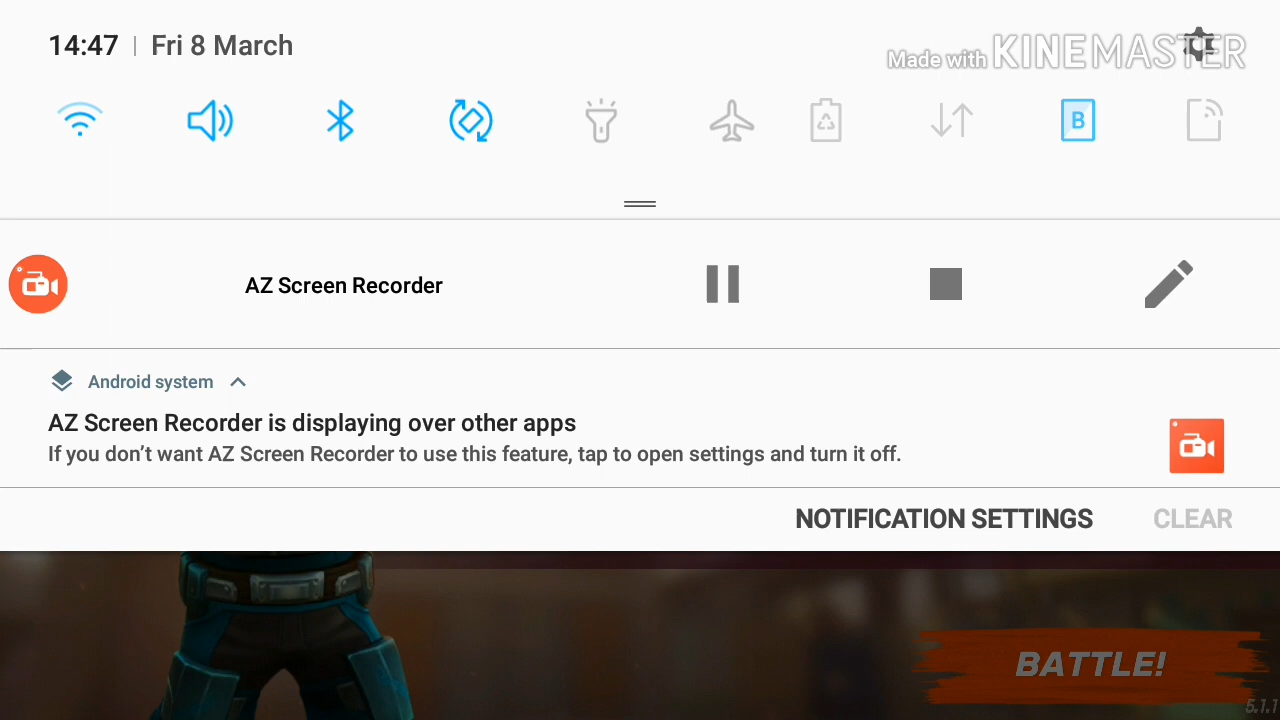 14:47 | Fri 8 March
Made with KINEMASTER
B
AZ Screen Recorder
Android system
AZ Screen Recorder is displaying over other apps
If you don't want AZ Screen Recorder to use this feature, tap to open settings and turn it off.
NOTIFICATION SETTINGS CLEAR
BATTLE!
5.1.1